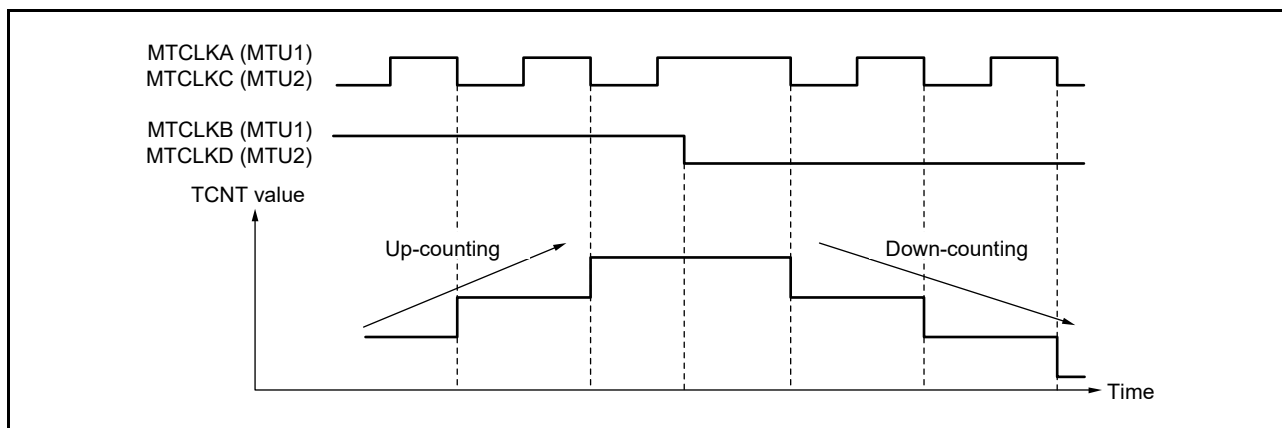 MTCLKA (MTU1)
MTCLKC (MTU2)
MTCLKB (MTU1)
MTCLKD (MTU2)
TCNT value
Up-counting
Down-counting
Time